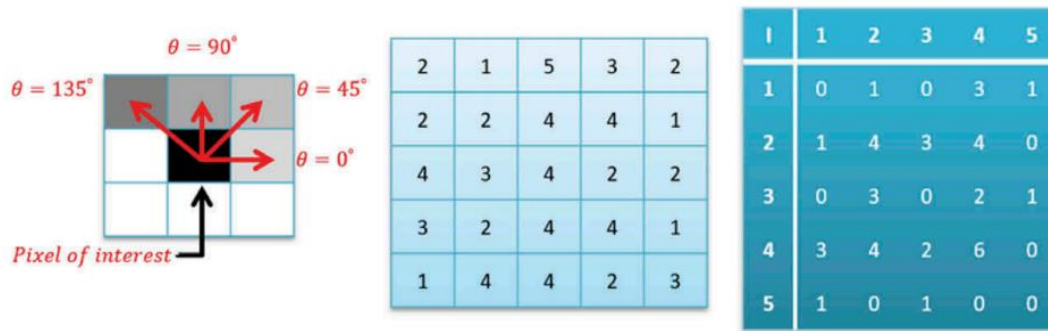 θ = 90°
θ = 135°
θ = 45°
θ = 0°
Pixel of interest
2 1 5 3 2
2 2 4 4 1
4 3 4 2 2
3 2 4 4 1
1 4 4 2 3
I 1 2 3 4 5
1 0 1 0 3 1
2 1 4 3 4 0
3 0 3 0 2 1
4 3 4 2 6 0
5 1 0 1 0 0